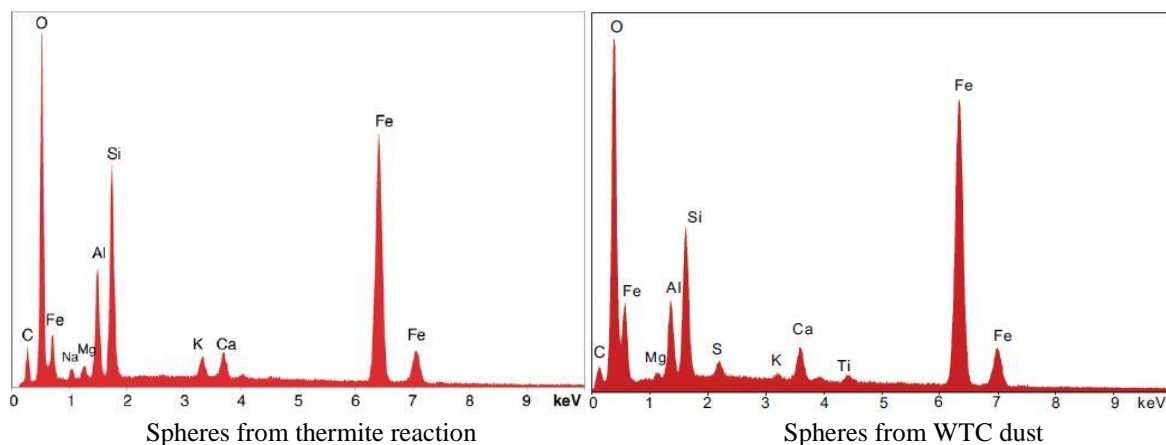 O
Fe
Si
Al
C
Fe
Na
Mg
K
Ca
Fe
0 1 2 3 4 5 6 7 8 9 keV
Spheres from thermite reaction
O
Fe
Si
Fe
Al
C
Mg
S
K
Ca
Ti
Fe
0 1 2 3 4 5 6 7 8 9 keV
Spheres from WTC dust